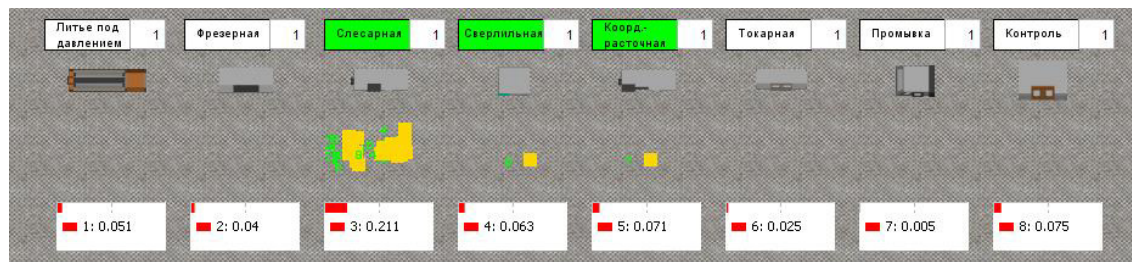 Литье под
давлением 1
Фрезерная 1
Слесарная 1
Сверлильная 1
Коорд.-
расточная 1
Токарная 1
Промывка 1
Контроль 1
1: 0.051
2: 0.04
3: 0.211
4: 0.063
5: 0.071
6: 0.025
7: 0.005
8: 0.075